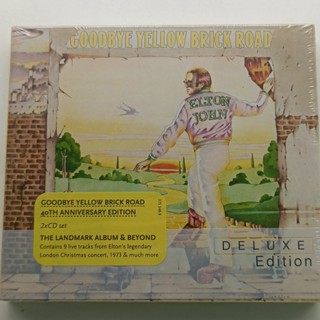 GOODBYE YELLOW BRICK ROAD
ELTON
JOHN
GOODBYE YELLOW BRICK ROAD
40TH ANNIVERSARY EDITION
2xCD set
THE LANDMARK ALBUM & BEYOND
Contains 9 live tracks from Elton's legendary
London Christmas concert, 1973 & much more
DELUXE
Edition